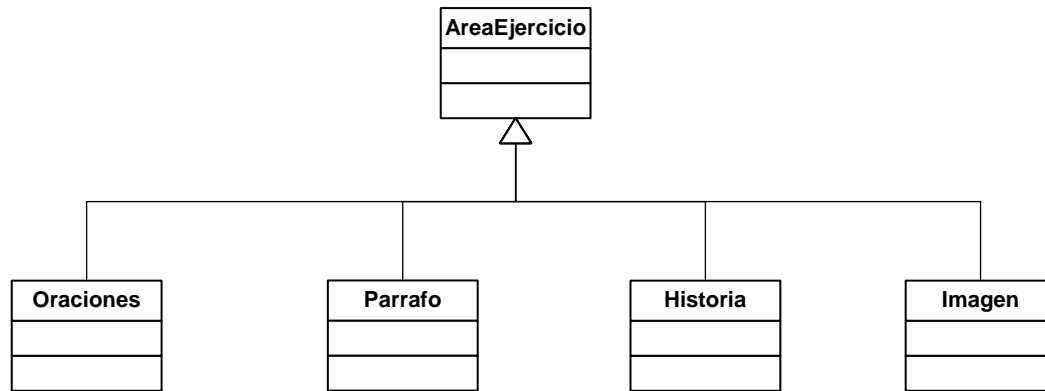 AreaEjercicio
Oraciones
Parrafo
Historia
Imagen